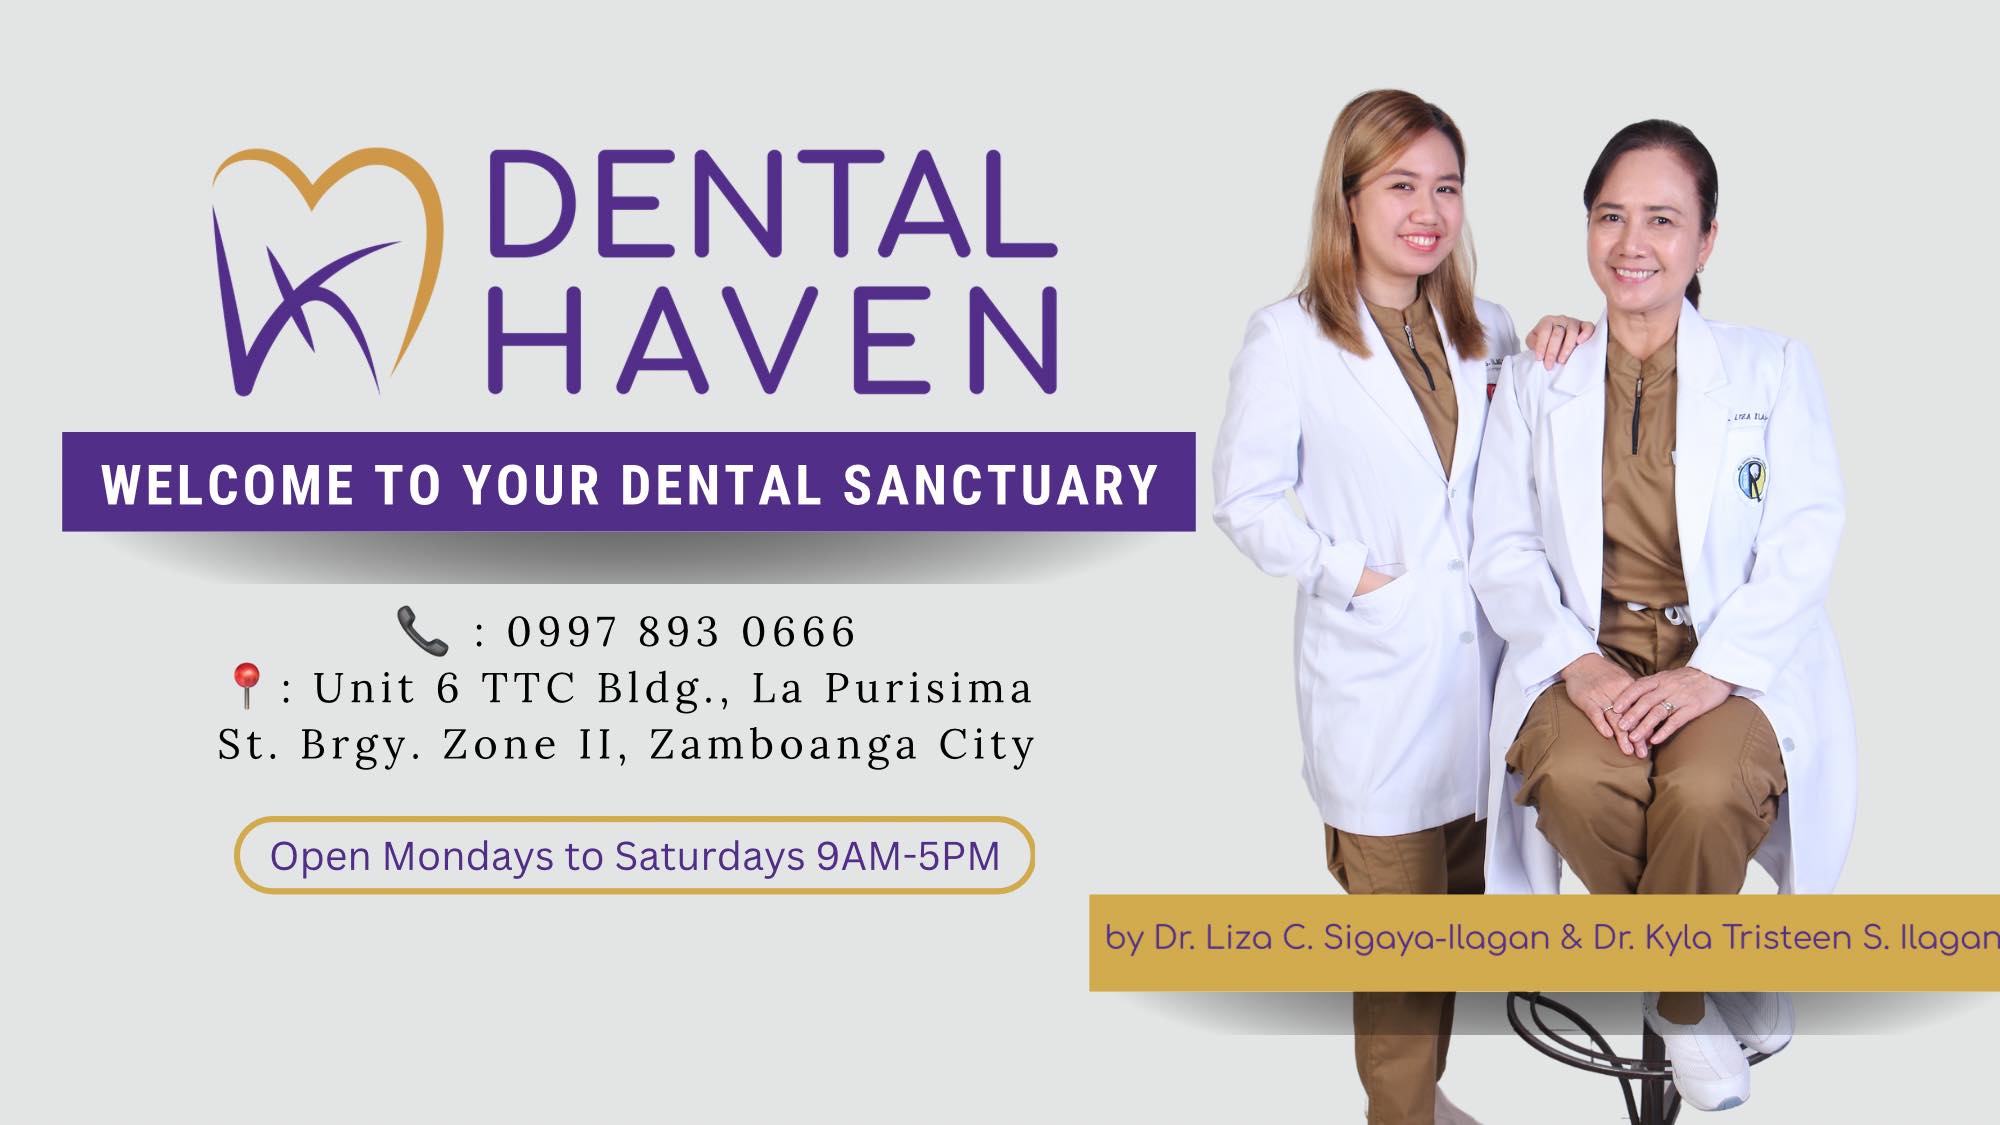 DENTAL
HAVEN
WELCOME TO YOUR DENTAL SANCTUARY
📞 : 0997 893 0666
📍: Unit 6 TTC Bldg., La Purisima
St. Brgy. Zone II, Zamboanga City
Open Mondays to Saturdays 9AM-5PM
LIZA
by Dr. Liza C. Sigaya-Ilagan & Dr. Kyla Tristeen S. Ilagan